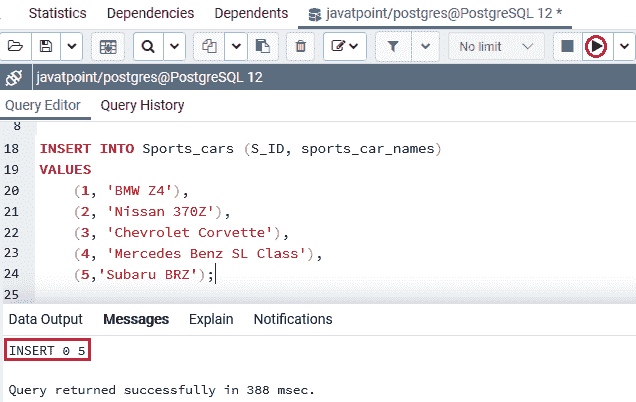 Statistics Dependencies Dependents javatpoint/postgres@PostgreSQL 12 *
No limit
javatpoint/postgres@PostgreSQL 12
Query Editor Query History
8
18 INSERT INTO Sports_cars (S_ID, sports_car_names)
19 VALUES
20 (1, 'BMW Z4'),
21 (2, 'Nissan 370Z'),
22 (3, 'Chevrolet Corvette'),
23 (4, 'Mercedes Benz SL Class'),
24 (5,'Subaru BRZ');
25
Data Output Messages Explain Notifications
INSERT 0 5
Query returned successfully in 388 msec.